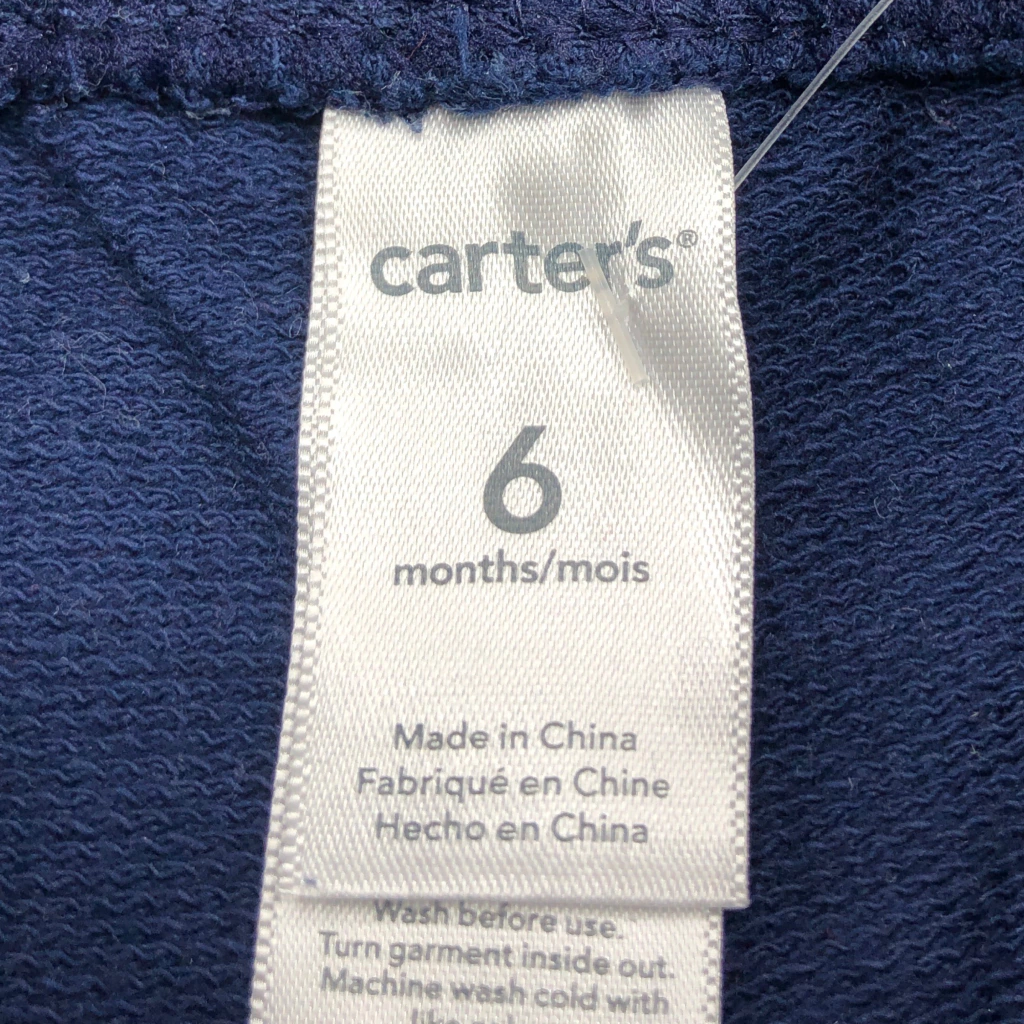 carter's®
6
months/mois
Made in China
Fabriqué en Chine
Hecho en China
Wash before use.
Turn garment inside out.
Machine wash cold with
like